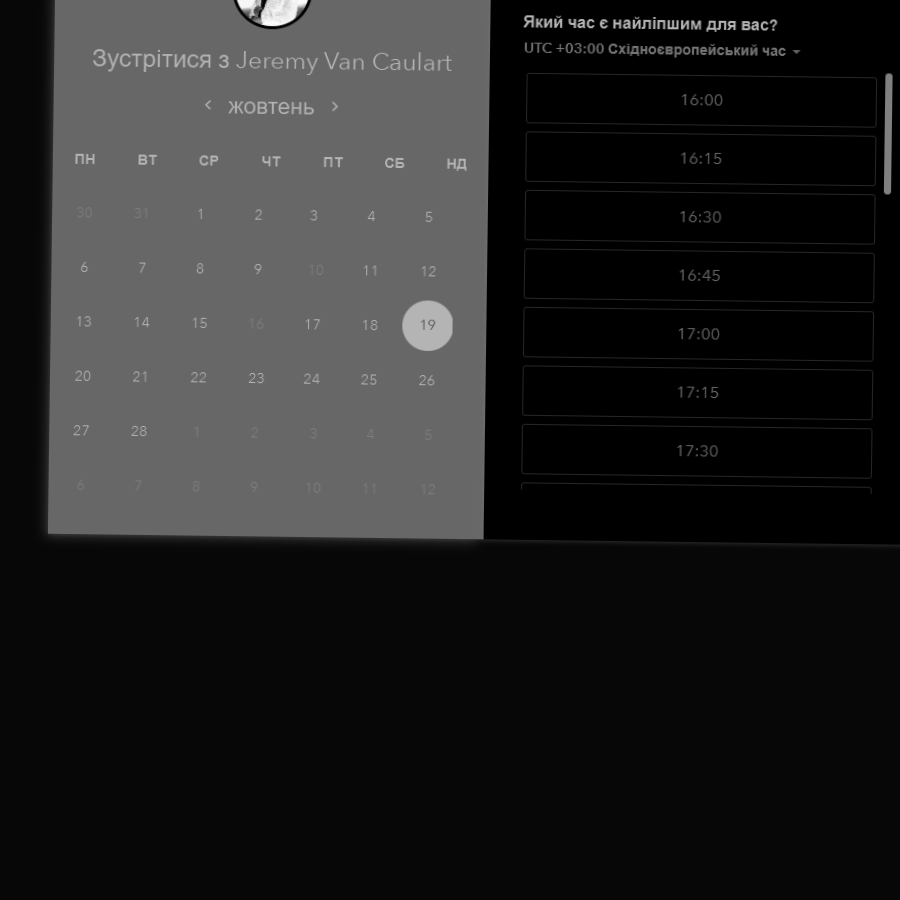 Зустрітися з Jeremy Van Caulart
жовтень
ПН ВТ СР ЧТ ПТ СБ НД
30 31 1 2 3 4 5
6 7 8 9 10 11 12
13 14 15 16 17 18 19
20 21 22 23 24 25 26
27 28 1 2 3 4 5
6 7 8 9 10 11 12
Який час є найліпшим для вас?
UTC +03:00 Східноєвропейський час
16:00
16:15
16:30
16:45
17:00
17:15
17:30